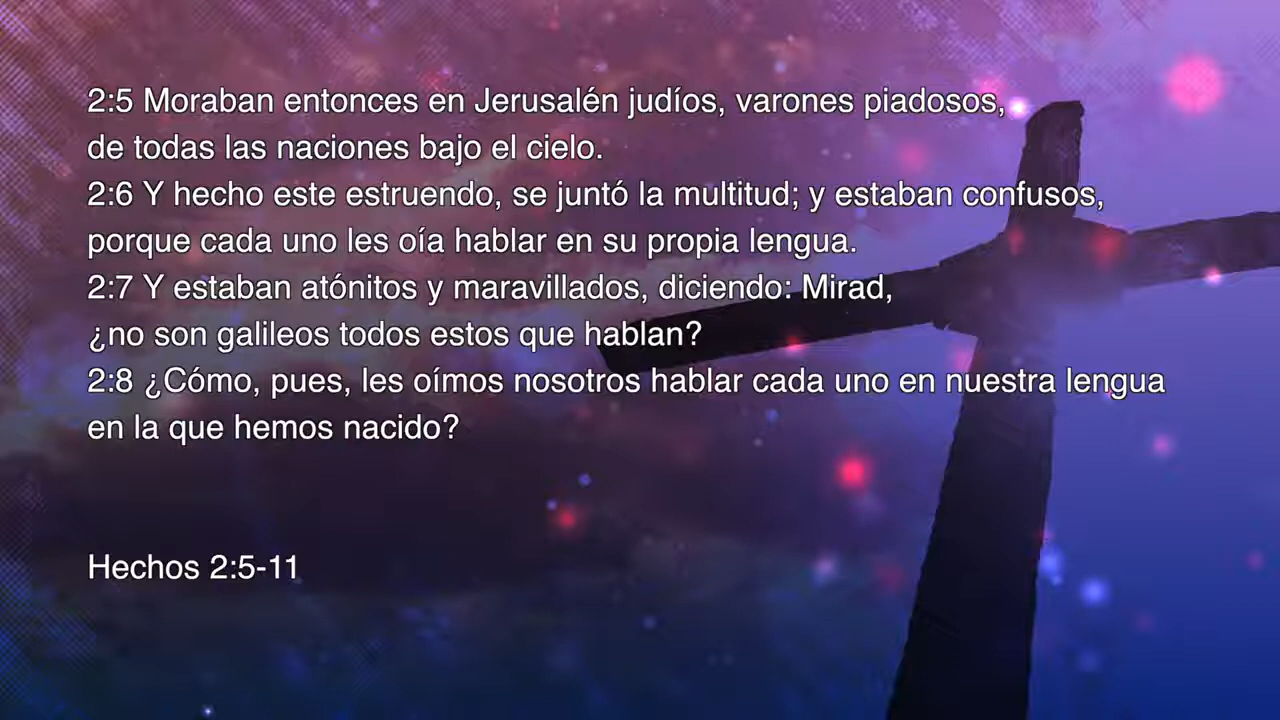 2:5 Moraban entonces en Jerusalén judíos, varones piadosos,
de todas las naciones bajo el cielo.
2:6 Y hecho este estruendo, se juntó la multitud; y estaban confusos,
porque cada uno les oía hablar en su propia lengua.
2:7 Y estaban atónitos y maravillados, diciendo: Mirad,
¿no son galileos todos estos que hablan?
2:8 ¿Cómo, pues, les oímos nosotros hablar cada uno en nuestra lengua
en la que hemos nacido?
Hechos 2:5-11